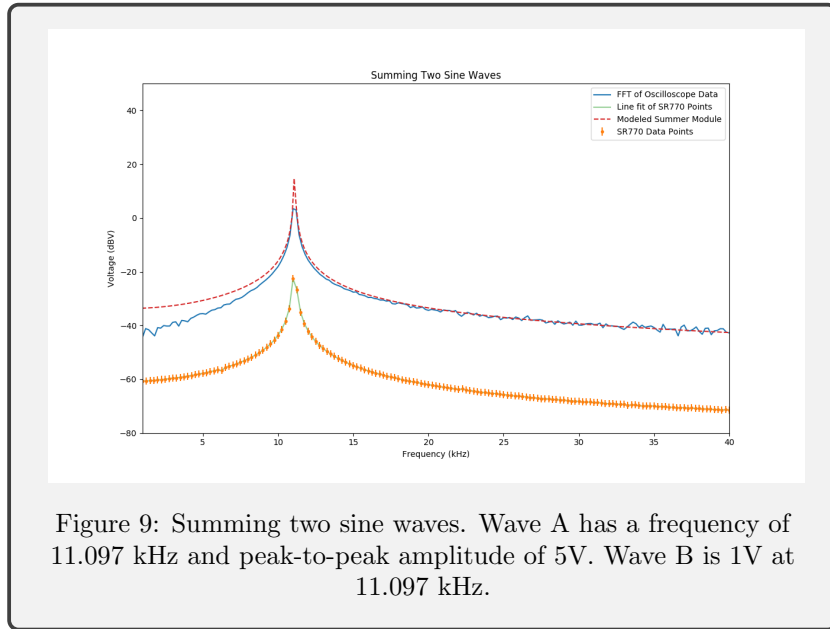 Summing Two Sine Waves
FFT of Oscilloscope Data
Line fit of SR770 Points
Modeled Summer Module
SR770 Data Points
40
20
0
−20
−40
−60
−80
Voltage (dBV)
5
10
15
20
25
30
35
40
Frequency (kHz)
Figure 9: Summing two sine waves. Wave A has a frequency of
11.097 kHz and peak-to-peak amplitude of 5V. Wave B is 1V at
11.097 kHz.